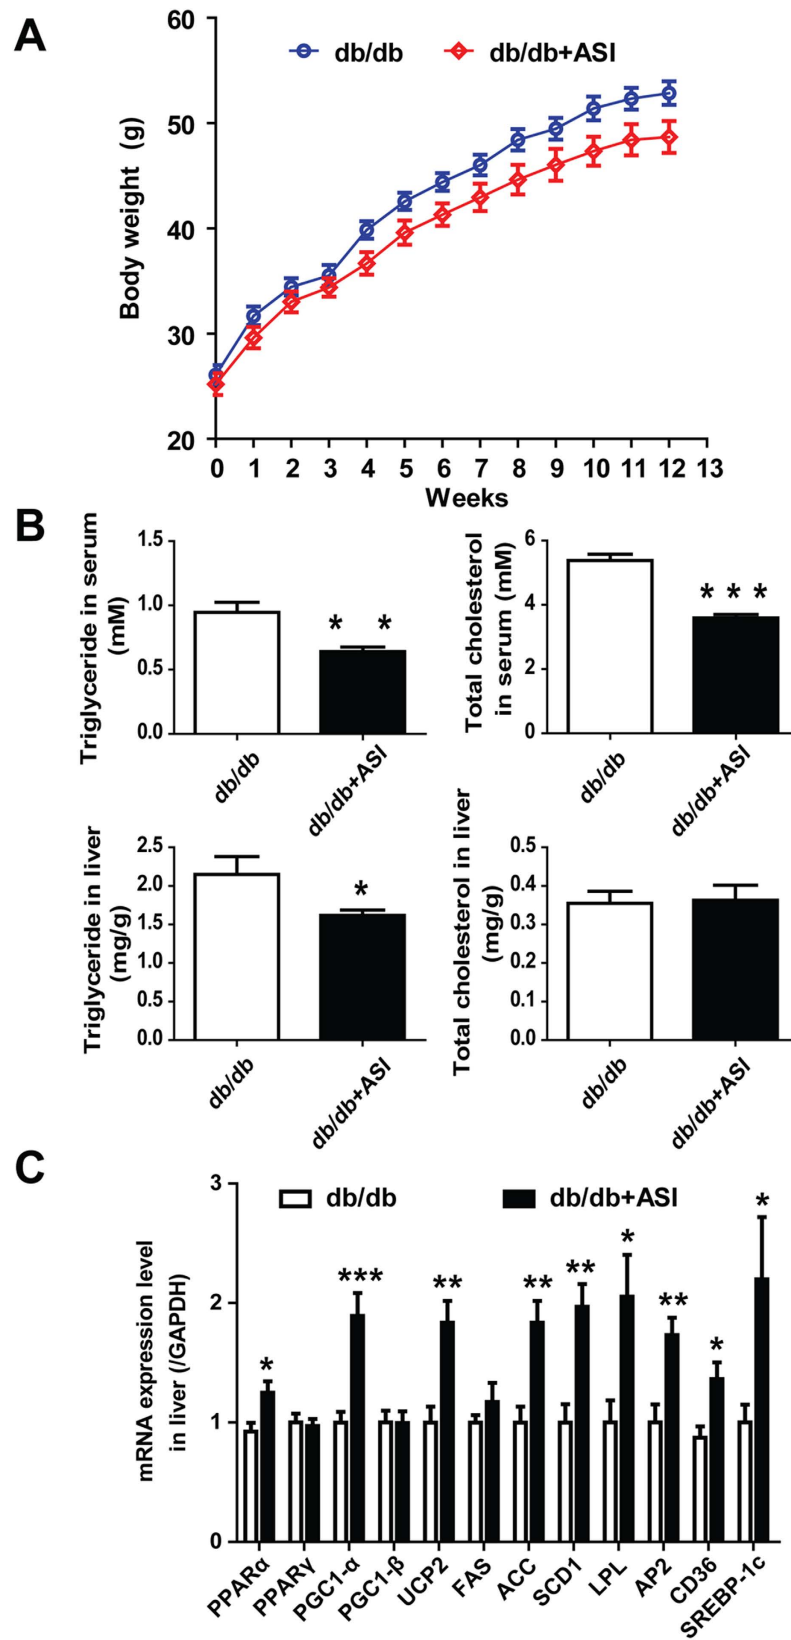 A
60
50
40
30
20
Body weight (g)
db/db
db/db+ASI
0 1 2 3 4 5 6 7 8 9 10 11 12 13
Weeks
B
Triglyceride in serum
(mM)
1.5
1.0
0.5
0.0
* *
db/db
db/db+ASI
Total cholesterol
in serum (mM)
6
4
2
0
* * *
db/db
db/db+ASI
Triglyceride in liver
(mg/g)
2.5
2.0
1.5
1.0
0.5
0.0
*
db/db
db/db+ASI
Total cholesterol in liver
(mg/g)
0.5
0.4
0.3
0.2
0.1
0.0
db/db
db/db+ASI
C
mRNA expression level
in liver (/GAPDH)
3
2
1
0
db/db
db/db+ASI
*
***
**
**
**
*
**
*
*
PPARα
PPARγ
PGC1-α
PGC1-β
UCP2
FAS
ACC
SCD1
LPL
AP2
CD36
SREBP-1c